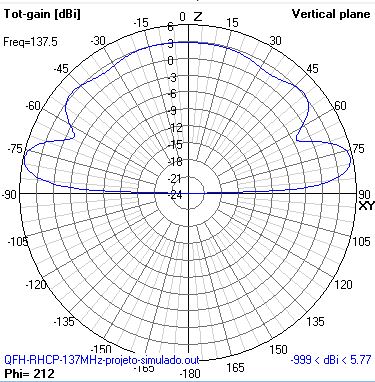 Tot-gain [dBi]
Vertical plane
0 Z
-15 6 15
Freq=137.5
-30 3 30
0
-45 -3 45
-6
-60 -9 60
-12
-75 -15 75
-18
-21
-90 -24 90
XY
-105 105
-120 120
-135 135
-150 150
QFH-RHCP-137MHz-projeto-simulado.out
-999 < dBi < 5.77
-165 165
Phi= 212
-180